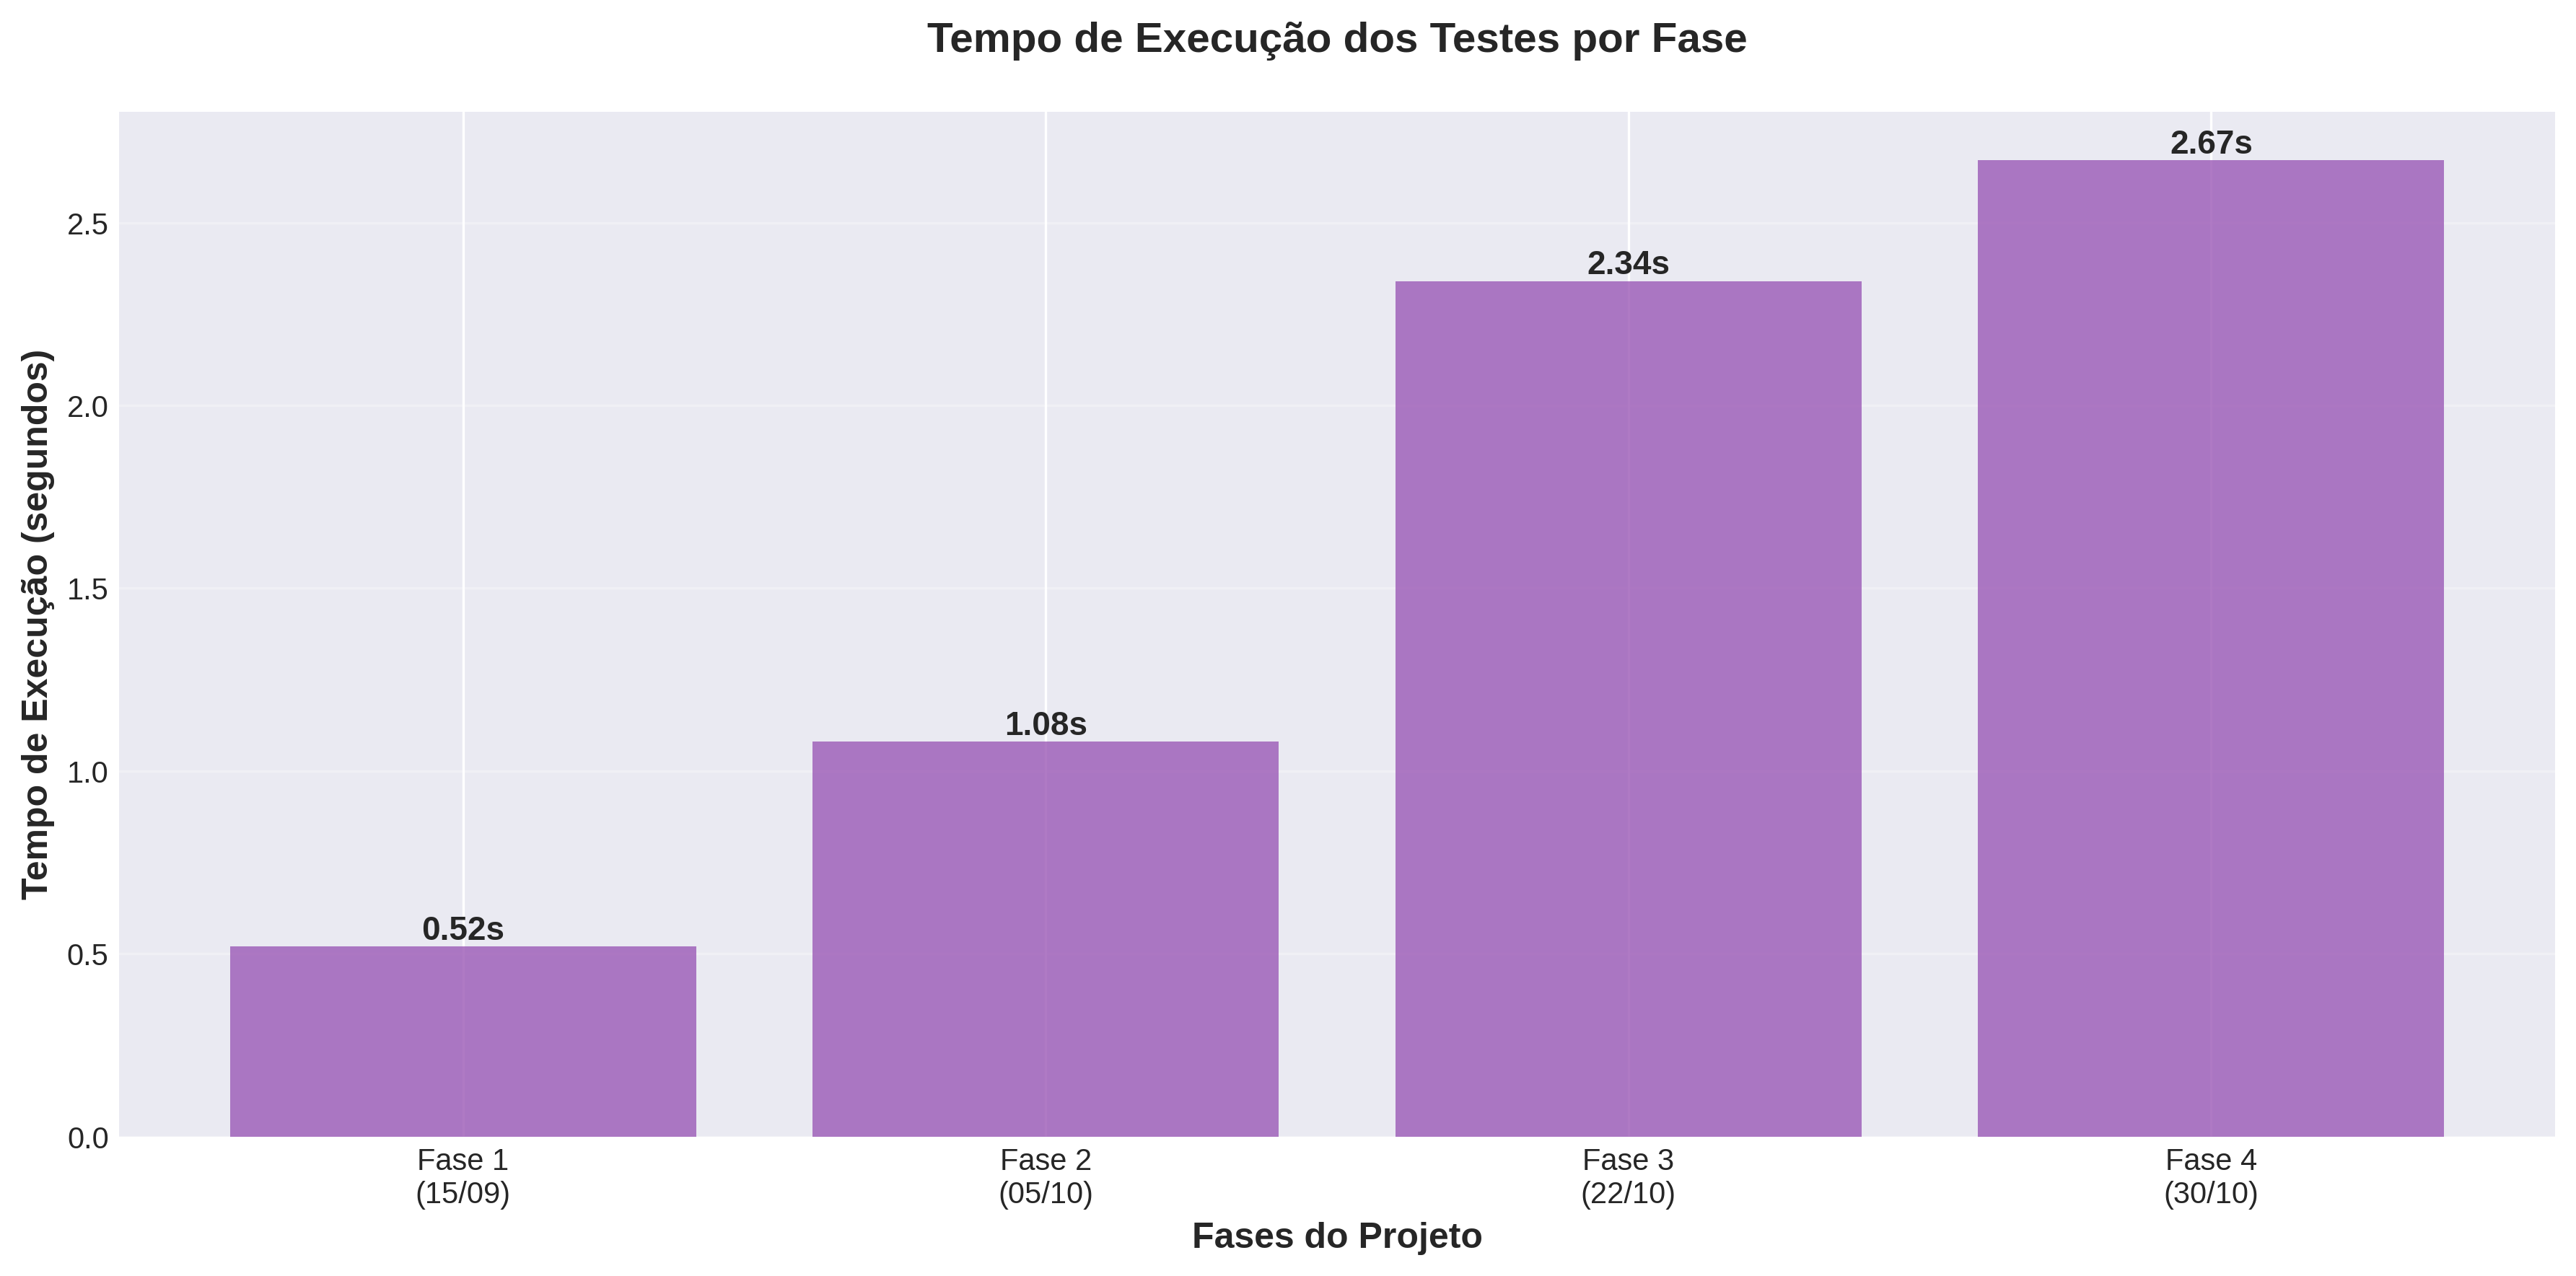 Tempo de Execução dos Testes por Fase
Tempo de Execução (segundos)
2.5
2.0
1.5
1.0
0.5
0.0
0.52s
1.08s
2.34s
2.67s
Fase 1
(15/09)
Fase 2
(05/10)
Fase 3
(22/10)
Fase 4
(30/10)
Fases do Projeto